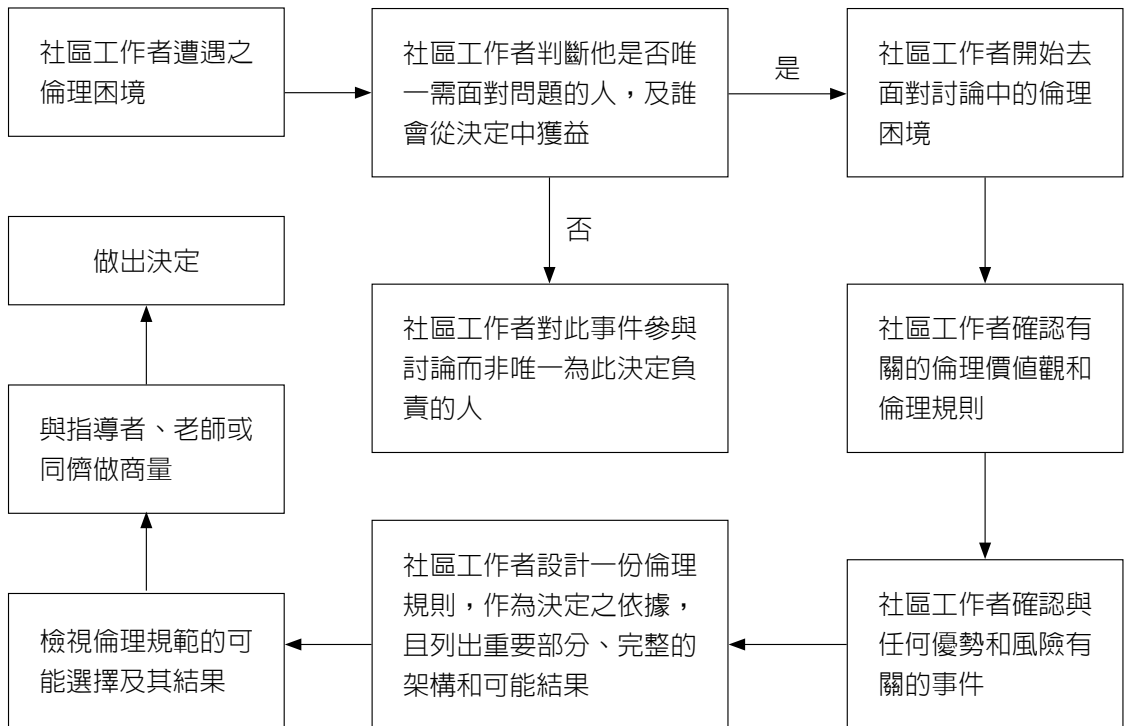 社區工作者遭遇之
倫理困境
社區工作者判斷他是否唯
一需面對問題的人，及誰
會從決定中獲益
是
社區工作者開始去
面對討論中的倫理
困境
否
做出決定
社區工作者對此事件參與
討論而非唯一為此決定負
責的人
社區工作者確認有
關的倫理價值觀和
倫理規則
與指導者、老師或
同儕做商量
社區工作者設計一份倫理
規則，作為決定之依據，
且列出重要部分、完整的
架構和可能結果
社區工作者確認與
任何優勢和風險有
關的事件
檢視倫理規範的可
能選擇及其結果